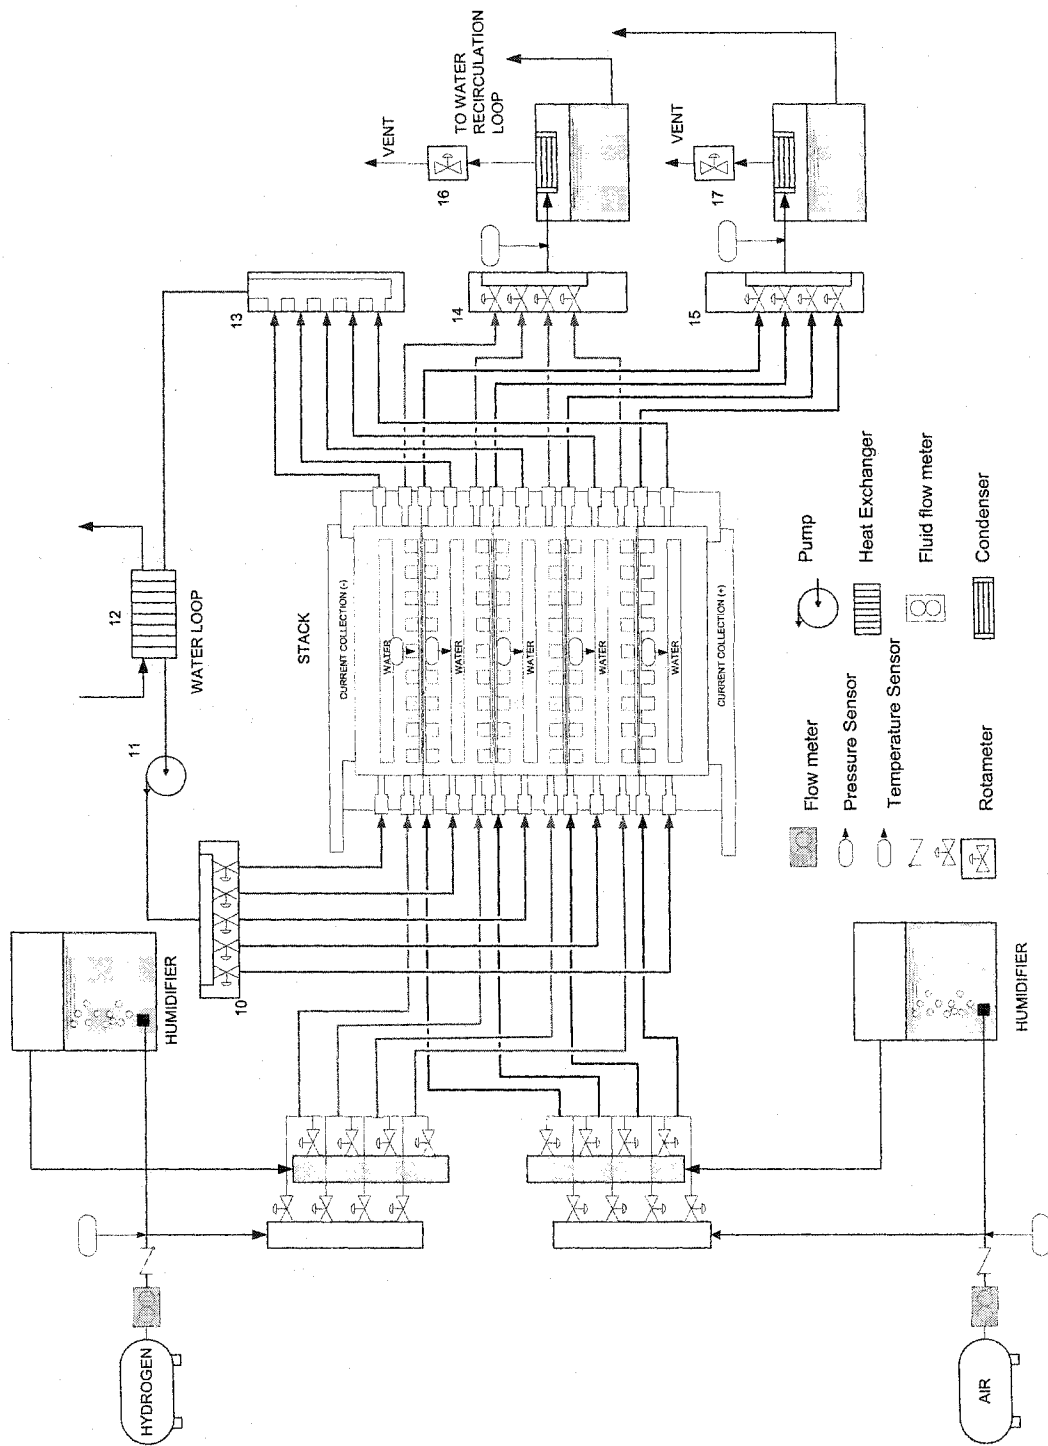 HYDROGEN
HUMIDIFIER
10
11
12
WATER LOOP
13
VENT
16
TO WATER
RECIRCULATION
LOOP
14
STACK
CURRENT COLLECTION (-)
WATER
WATER
WATER
WATER
WATER
CURRENT COLLECTION (+)
VENT
17
15
AIR
HUMIDIFIER
Flow meter
Pressure Sensor
Temperature Sensor
Rotameter
Pump
Heat Exchanger
Fluid flow meter
Condenser